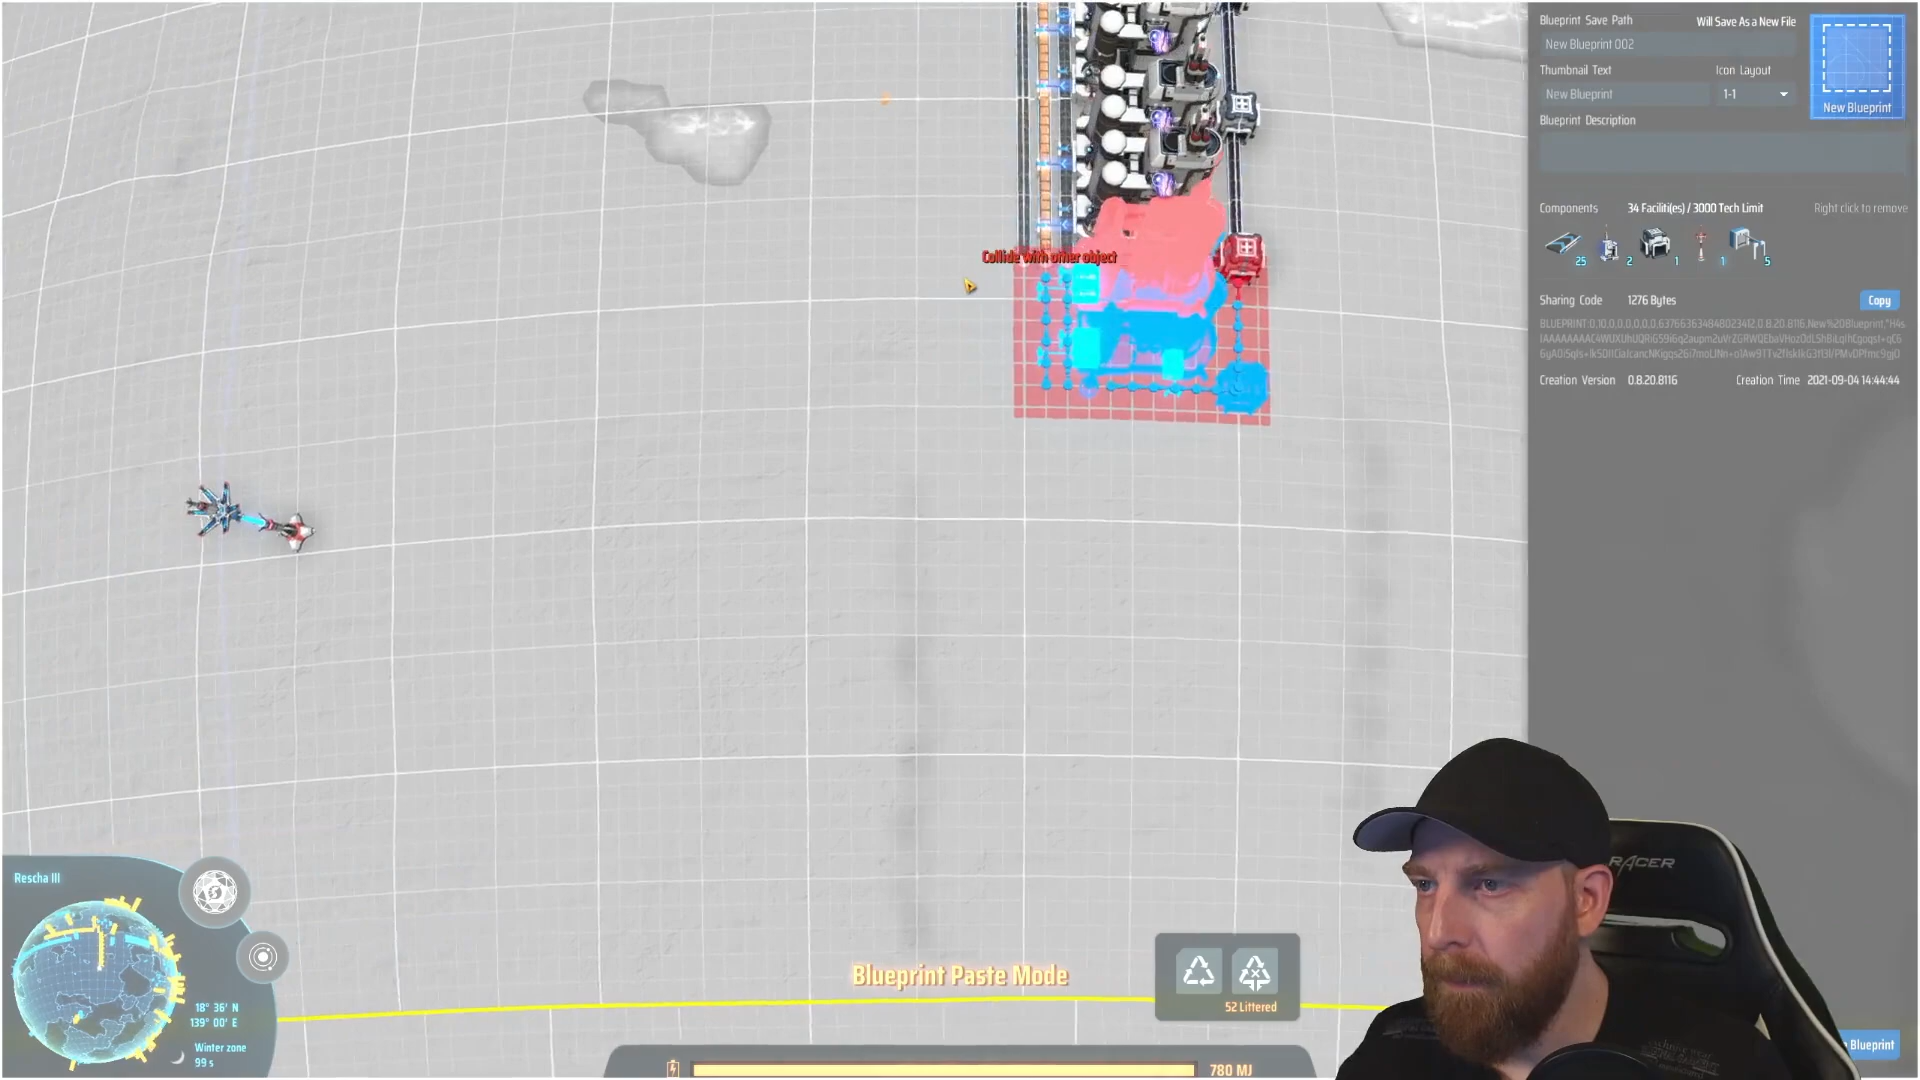 Blueprint Save Path
Will Save As a New File
New Blueprint 002
Thumbnail Text
Icon Layout
New Blueprint
1-1
New Blueprint
Blueprint Description
Components
34 Faciliti(es) / 3000 Tech Limit
Right click to remove
25
2
1
1
5
Sharing Code
1276 Bytes
Copy
Creation Version
0.8.20.8116
Creation Time
2021-09-04 14:44:44
Collide with other object
Rescha III
18° 36' N
139° 00' E
Winter zone
99 s
Blueprint Paste Mode
52 Littered
780 MJ
Blueprint
RACER